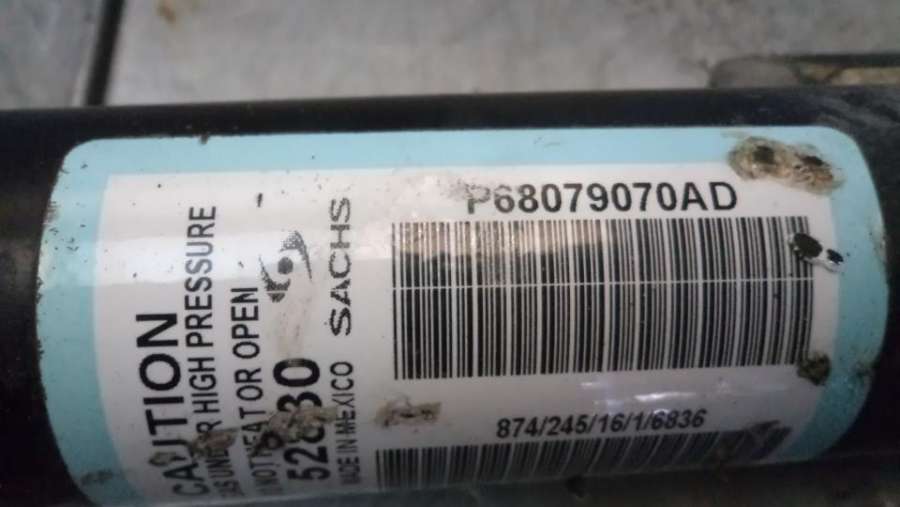 P68079070AD
874/245/16/1/6836
CAUTION
HIGH PRESSURE
OR OPEN
MADE IN MEXICO
SACHS